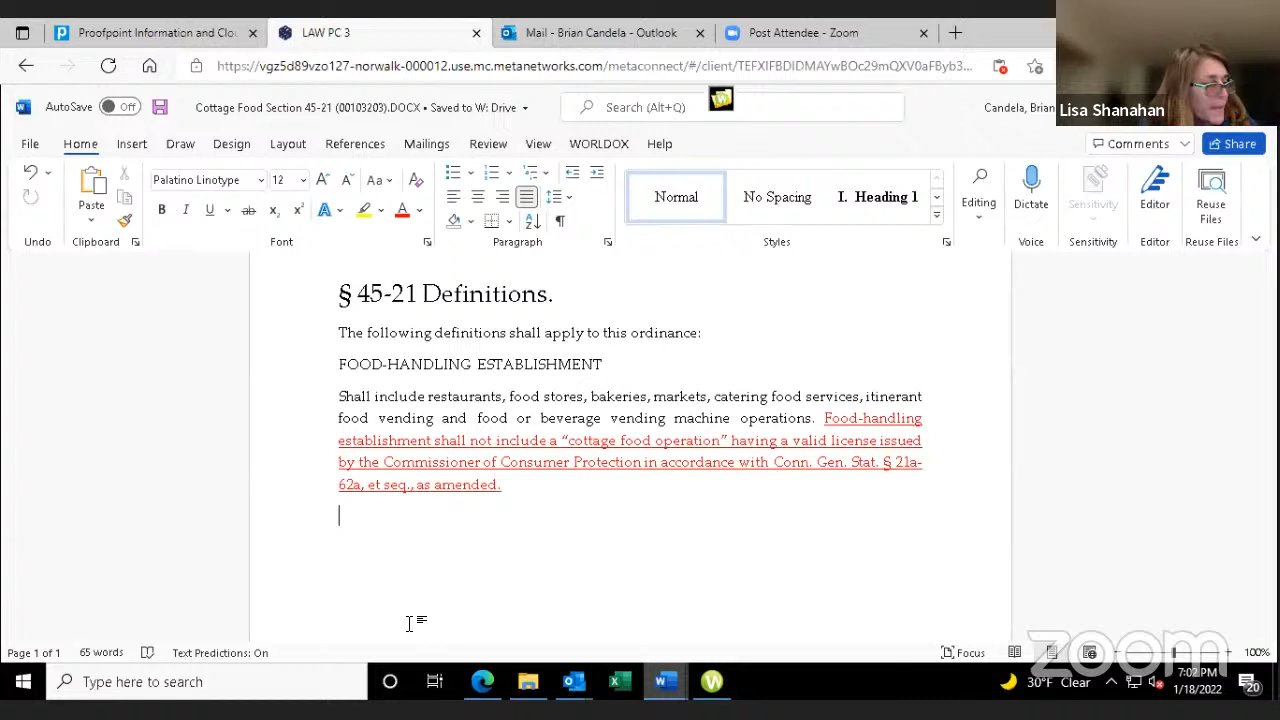 Proofpoint Information and Clou
LAW PC 3
Mail - Brian Candela - Outlook
Post Attendee - Zoom
https://vgz5d89vzo127-norwalk-000012.use.mc.metanetworks.com/metaconnect/#/client/TEFXIFBDIDMAYwBOc29mQXV0aFByb3...
Lisa Shanahan
AutoSave Off
Cottage Food Section 45-21 (00103203).DOCX • Saved to W: Drive
Search (Alt+Q)
Candela, Brian
File Home Insert Draw Design Layout References Mailings Review View WORLDOX Help
Comments Share
Palatino Linotype 12
Paste
Normal No Spacing I. Heading 1
Editing Dictate Sensitivity Editor Reuse Files
Undo Clipboard Font Paragraph Styles Voice Sensitivity Editor Reuse Files
§ 45-21 Definitions.
The following definitions shall apply to this ordinance:
FOOD-HANDLING ESTABLISHMENT
Shall include restaurants, food stores, bakeries, markets, catering food services, itinerant
food vending and food or beverage vending machine operations. Food-handling
establishment shall not include a “cottage food operation” having a valid license issued
by the Commissioner of Consumer Protection in accordance with Conn. Gen. Stat. § 21a-
62a, et seq., as amended.
Page 1 of 1 65 words Text Predictions: On Focus 100%
zoom
Type here to search
30°F Clear
7:02 PM
1/18/2022
20